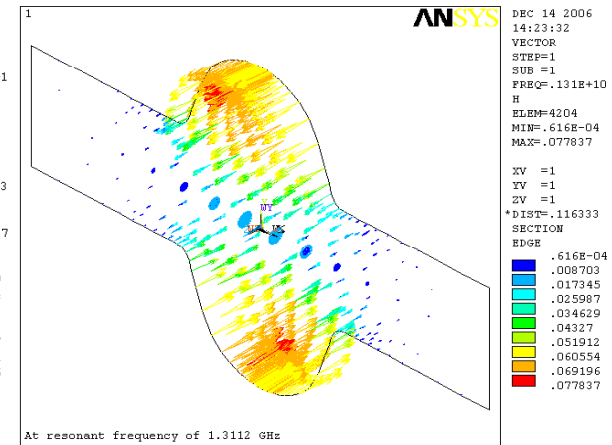 1
ANSYS
DEC 14 2006
14:23:32
VECTOR
STEP=1
SUB =1
FREQ=.131E+10
H
ELEM=4204
MIN=.616E-04
MAX=.077837
XV =1
YV =1
ZV =1
*DIST=.116333
SECTION
EDGE
.616E-04
.008703
.017345
.025987
.034629
.04327
.051912
.060554
.069196
.077837
At resonant frequency of 1.3112 GHz